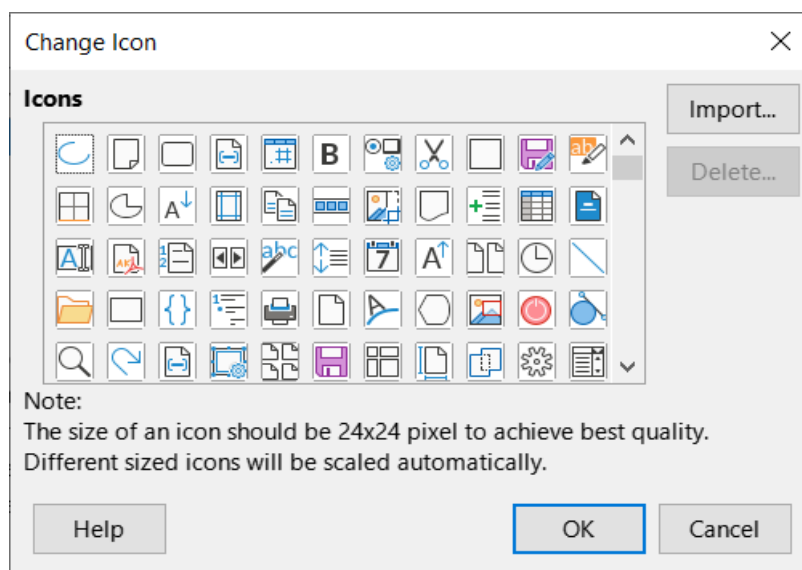 Change Icon
Icons
Import...
Delete...
Note:
The size of an icon should be 24x24 pixel to achieve best quality.
Different sized icons will be scaled automatically.
Help
OK
Cancel